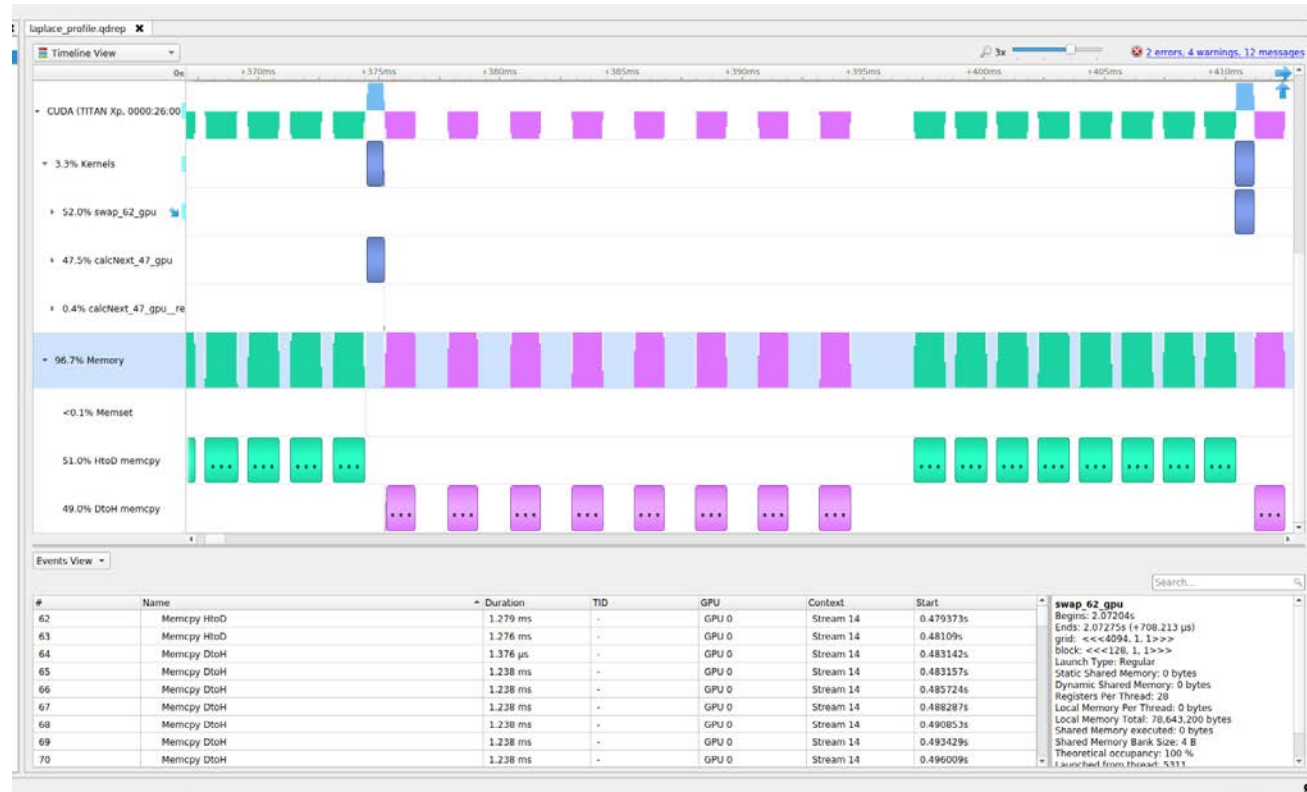 laplace_profile.qdrep ✖
Timeline View
3x
2 errors, 4 warnings, 12 messages
0s +370ms +375ms +380ms +385ms +390ms +395ms +400ms +405ms +410ms
CUDA (TITAN Xp, 0000:26:00
3.3% Kernels
52.0% swap_62_gpu
47.5% calcNext_47_gpu
0.4% calcNext_47_gpu__re
96.7% Memory
<0.1% Memset
51.0% HtoD memcpy
... ... ... ... ... ... ... ... ... ... ... ...
49.0% DtoH memcpy
... ... ... ... ... ... ... ... ...
Events View
Search...
# Name Duration TID GPU Context Start
62 Memcpy HtoD 1.279 ms - GPU 0 Stream 14 0.479373s
63 Memcpy HtoD 1.276 ms - GPU 0 Stream 14 0.48109s
64 Memcpy DtoH 1.376 μs - GPU 0 Stream 14 0.483142s
65 Memcpy DtoH 1.238 ms - GPU 0 Stream 14 0.483157s
66 Memcpy DtoH 1.238 ms - GPU 0 Stream 14 0.485724s
67 Memcpy DtoH 1.238 ms - GPU 0 Stream 14 0.488287s
68 Memcpy DtoH 1.238 ms - GPU 0 Stream 14 0.490853s
69 Memcpy DtoH 1.238 ms - GPU 0 Stream 14 0.493429s
70 Memcpy DtoH 1.238 ms - GPU 0 Stream 14 0.496009s
swap_62_gpu
Begins: 2.07204s
Ends: 2.07275s (+708.213 μs)
grid: <<<4094, 1, 1>>>
block: <<<128, 1, 1>>>
Launch Type: Regular
Static Shared Memory: 0 bytes
Dynamic Shared Memory: 0 bytes
Registers Per Thread: 28
Local Memory Per Thread: 0 bytes
Local Memory Total: 78,643,200 bytes
Shared Memory executed: 0 bytes
Shared Memory Bank Size: 4 B
Theoretical occupancy: 100 %
Launched from thread: 5311